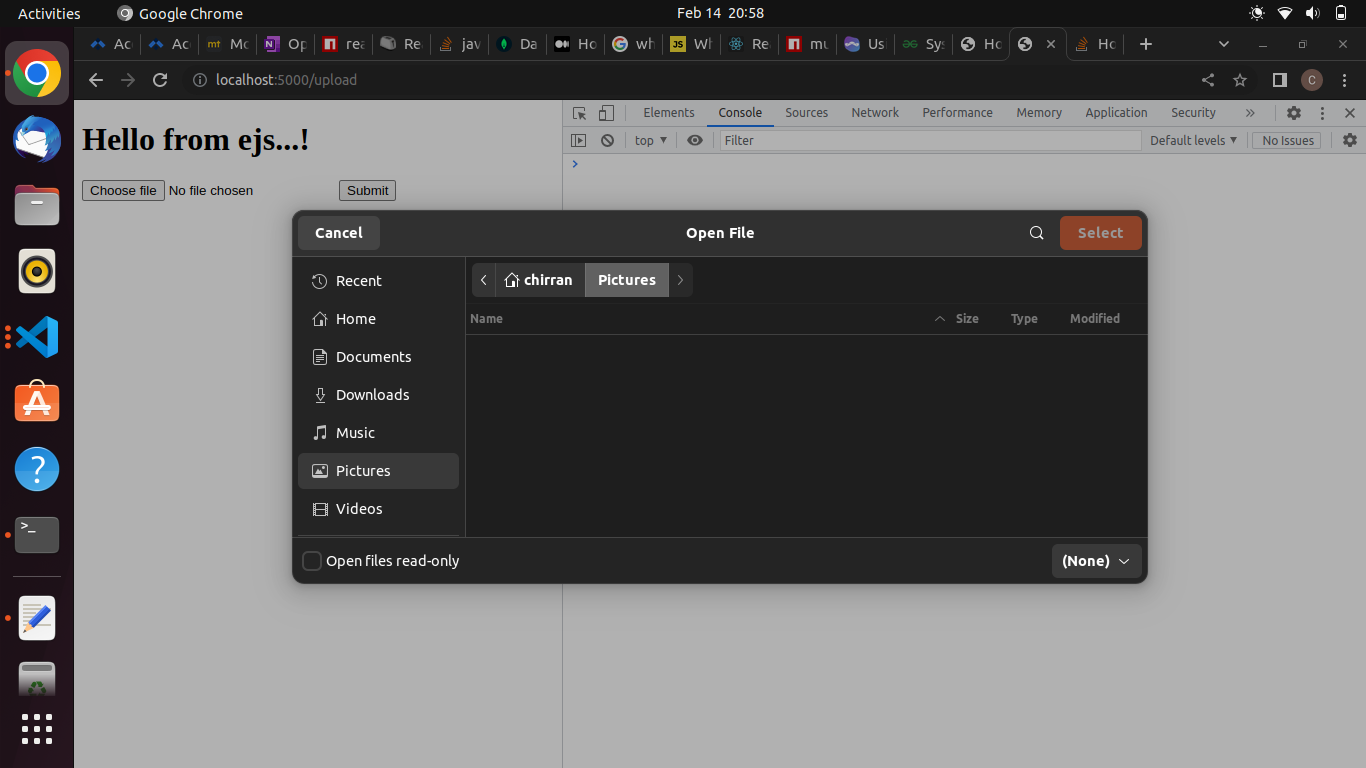 Activities
Google Chrome
Feb 14 20:58
Ac
Ac
Mc
Op
rea
Re
jav
Da
Ho
wh
Wh
Re
mu
Us
Sys
Ho
Ho
localhost:5000/upload
C
Hello from ejs...!
Choose file No file chosen
Submit
Elements
Console
Sources
Network
Performance
Memory
Application
Security
top
Filter
Default levels
No Issues
Cancel
Open File
Select
Recent
Home
Documents
Downloads
Music
Pictures
Videos
chirran
Pictures
Name
Size
Type
Modified
Open files read-only
(None)